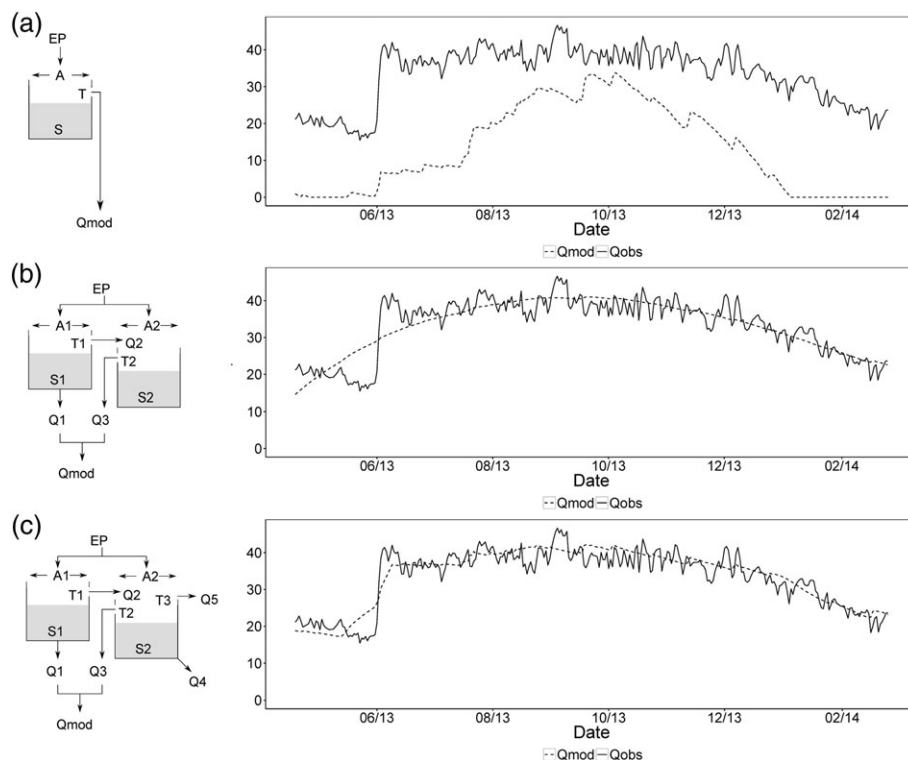 (a)
EP
A
T
S
Qmod
40
30
20
10
0
06/13 08/13 10/13 12/13 02/14
Date
Qmod Qobs
(b)
EP
A1 A2
T1 Q2
T2
S1
S2
Q1 Q3
Qmod
40
30
20
10
0
06/13 08/13 10/13 12/13 02/14
Date
Qmod Qobs
(c)
EP
A1 A2
T1 Q2 T3 Q5
T2
S1
S2
Q1 Q3
Q4
Qmod
40
30
20
10
0
06/13 08/13 10/13 12/13 02/14
Date
Qmod Qobs